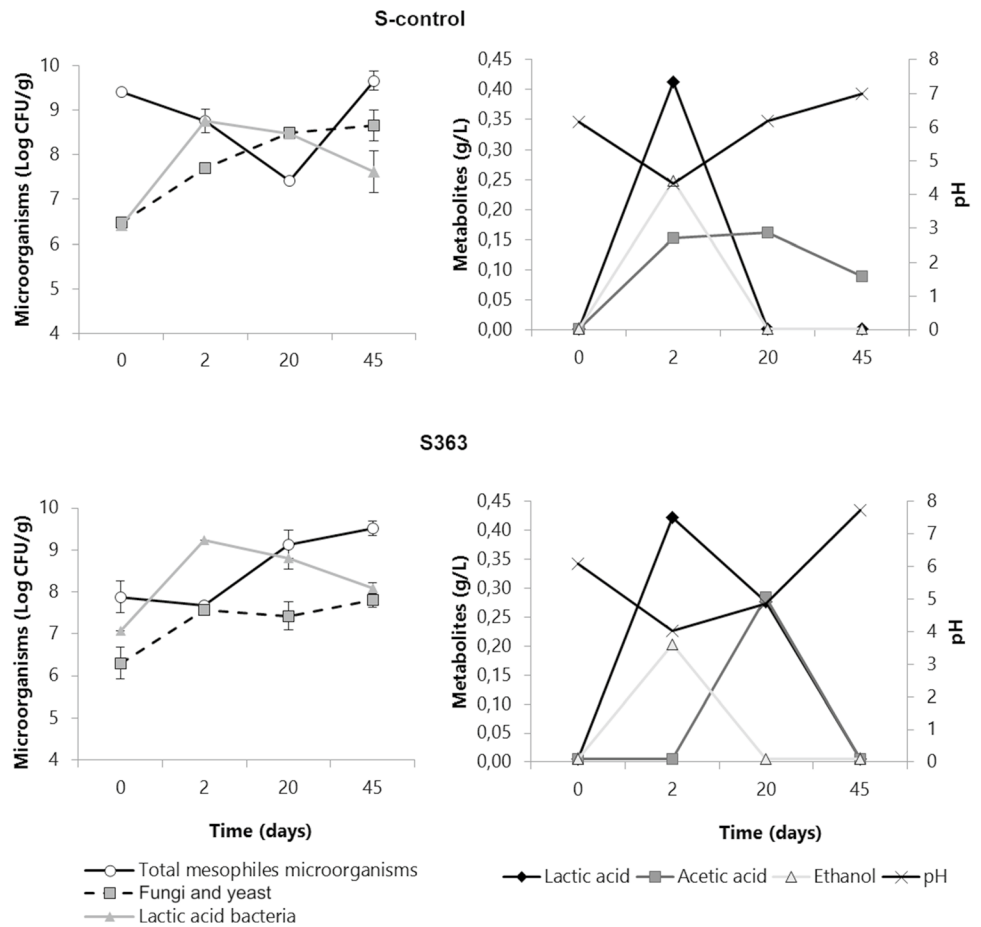 S-control
Microorganisms (Log CFU/g)
10
9
8
7
6
5
4
0 2 20 45
Metabolites (g/L)
0,45
0,40
0,35
0,30
0,25
0,20
0,15
0,10
0,05
0,00
0 2 20 45
8
7
6
5
4
3
2
1
0
pH
S363
Microorganisms (Log CFU/g)
10
9
8
7
6
5
4
0 2 20 45
Time (days)
Total mesophiles microorganisms
Fungi and yeast
Lactic acid bacteria
Metabolites (g/L)
0,45
0,40
0,35
0,30
0,25
0,20
0,15
0,10
0,05
0,00
0 2 20 45
8
7
6
5
4
3
2
1
0
pH
Time (days)
Lactic acid Acetic acid Ethanol pH